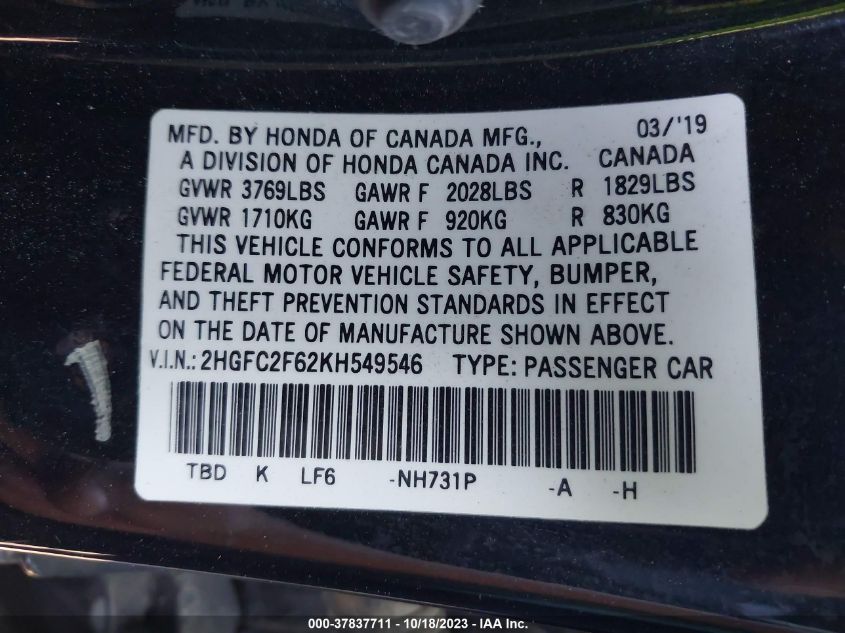 MFD. BY HONDA OF CANADA MFG., 03/'19
A DIVISION OF HONDA CANADA INC. CANADA
GVWR 3769LBS GAWR F 2028LBS R 1829LBS
GVWR 1710KG GAWR F 920KG R 830KG
THIS VEHICLE CONFORMS TO ALL APPLICABLE
FEDERAL MOTOR VEHICLE SAFETY, BUMPER,
AND THEFT PREVENTION STANDARDS IN EFFECT
ON THE DATE OF MANUFACTURE SHOWN ABOVE.
V.I.N.: 2HGFC2F62KH549546 TYPE: PASSENGER CAR
TBD K LF6 -NH731P -A -H
000-37837711 - 10/18/2023 - IAA Inc.